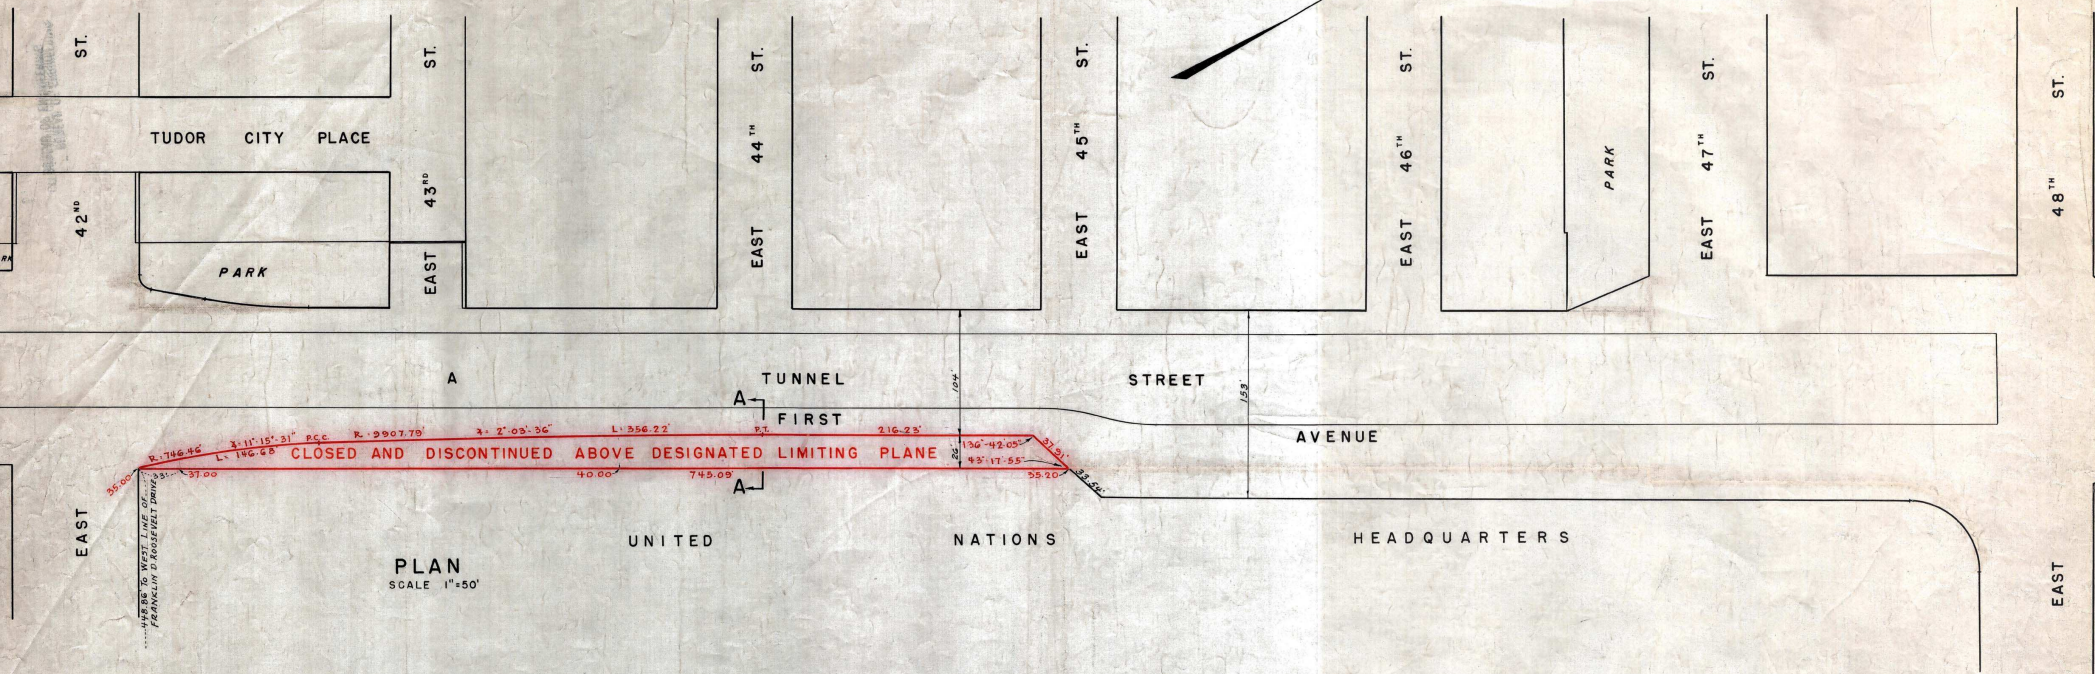 EAST 42ND ST.
TUDOR CITY PLACE
PARK
RK
EAST 43RD ST.
EAST 44TH ST.
EAST 45TH ST.
EAST 46TH ST.
PARK
EAST 47TH ST.
EAST 48TH ST.
A TUNNEL STREET
104'
153'
A
FIRST AVENUE
R=746.46'
∡=11°-15'-31"
L=146.68'
P.C.C.
R=9907.79'
∡=2°-03'-36"
L=356.22'
P.T.
216.23'
136°-42'-05"
37.91'
26'
43°-17'-55"
CLOSED AND DISCONTINUED ABOVE DESIGNATED LIMITING PLANE
35.00
33'
37.00
40.00
745.09'
35.20
33.54'
A
448.86' TO WEST LINE OF
FRANKLIN D. ROOSEVELT DRIVE
UNITED NATIONS HEADQUARTERS
PLAN
SCALE 1"=50'